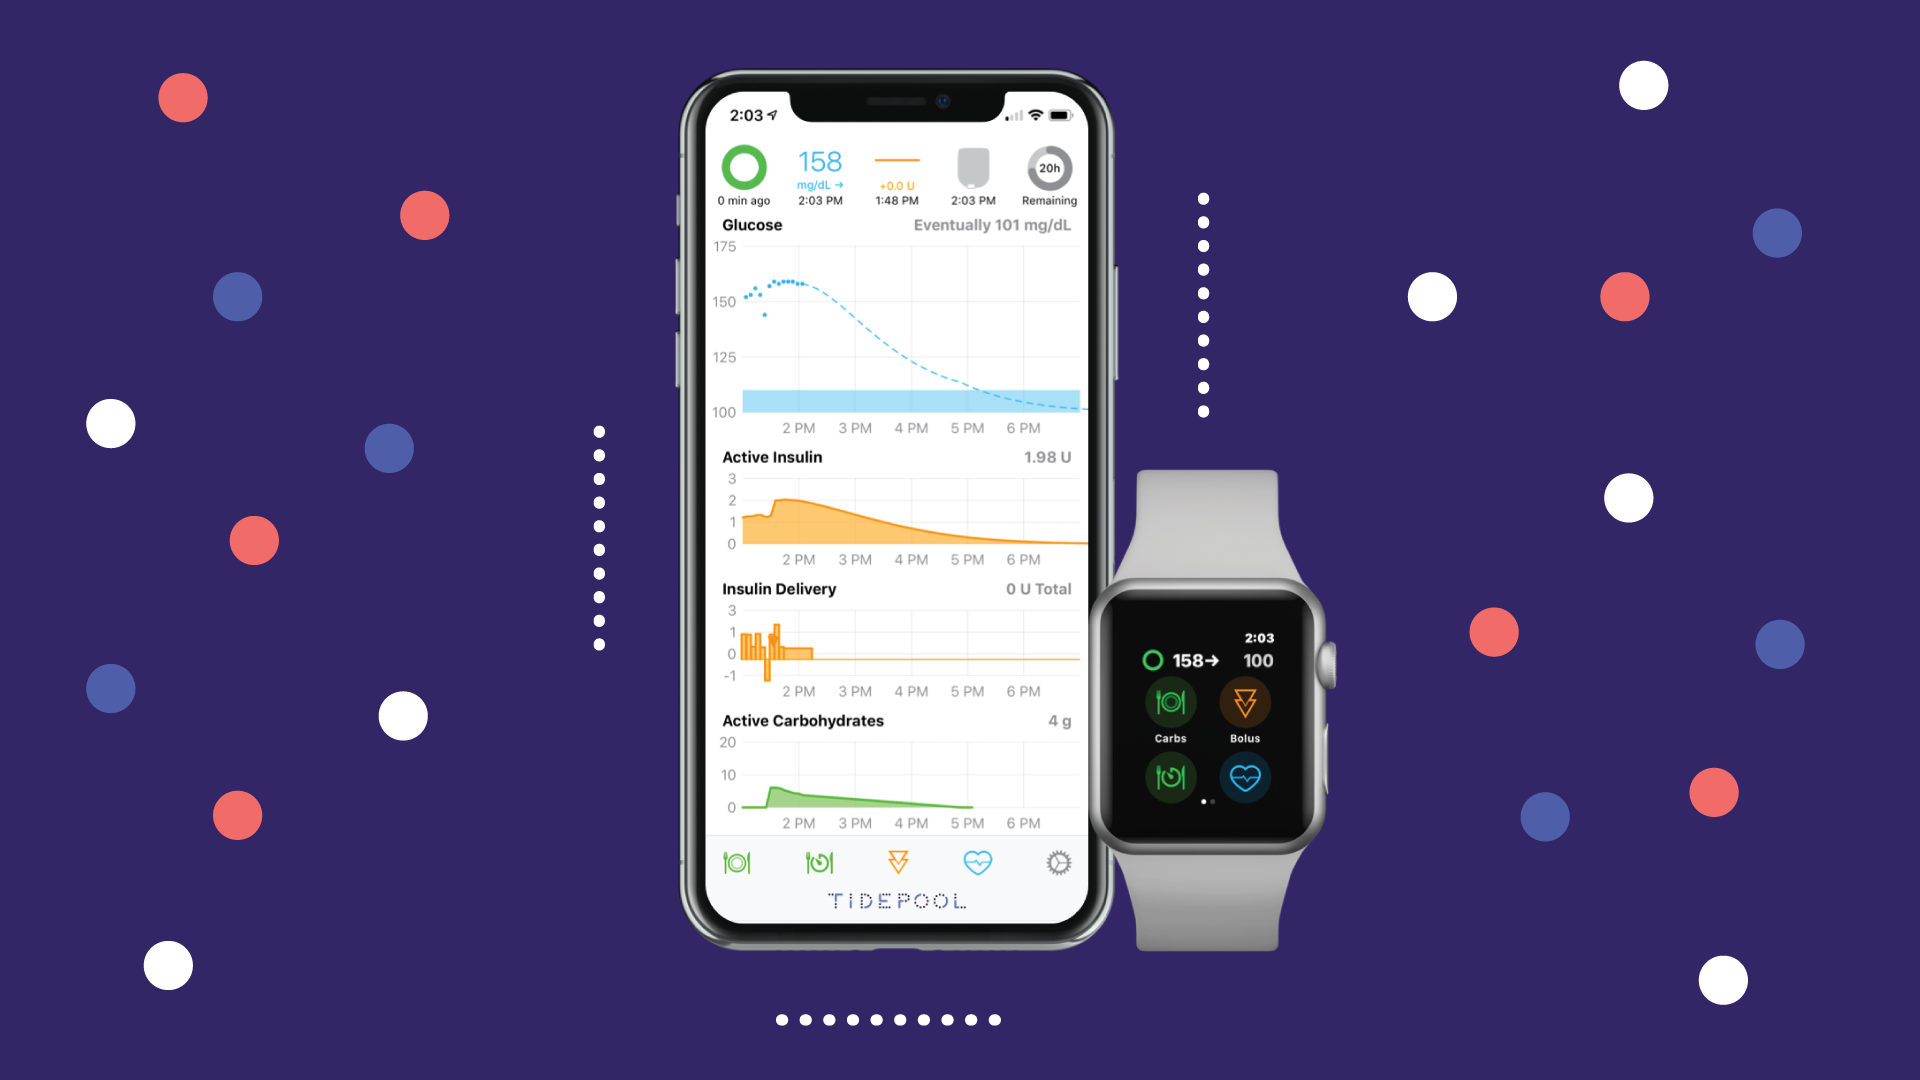 2:03
158
20h
mg/dL →
+0.0 U
0 min ago 2:03 PM 1:48 PM 2:03 PM Remaining
Glucose Eventually 101 mg/dL
175
150
125
100
2 PM 3 PM 4 PM 5 PM 6 PM
Active Insulin 1.98 U
3
2
1
0
2 PM 3 PM 4 PM 5 PM 6 PM
Insulin Delivery 0 U Total
3
1
0
-1
2 PM 3 PM 4 PM 5 PM 6 PM
Active Carbohydrates 4 g
20
10
0
2 PM 3 PM 4 PM 5 PM 6 PM
TIDEPOOL
2:03
158→ 100
Carbs Bolus